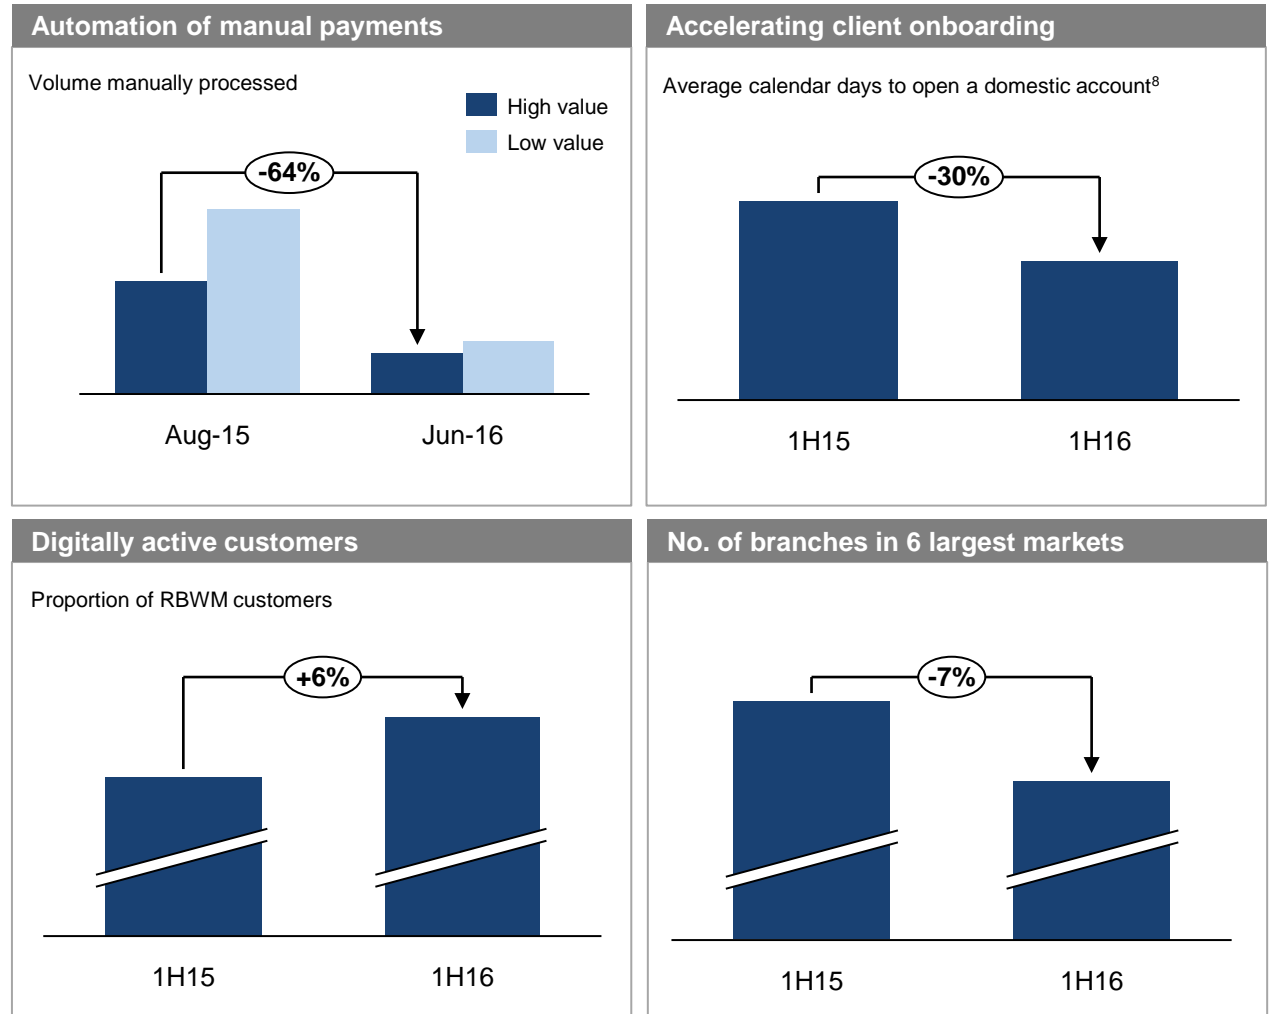 Automation of manual payments
Volume manually processed
High value
Low value
-64%
Aug-15
Jun-16
Accelerating client onboarding
Average calendar days to open a domestic account⁸
-30%
1H15
1H16
Digitally active customers
Proportion of RBWM customers
+6%
1H15
1H16
No. of branches in 6 largest markets
-7%
1H15
1H16